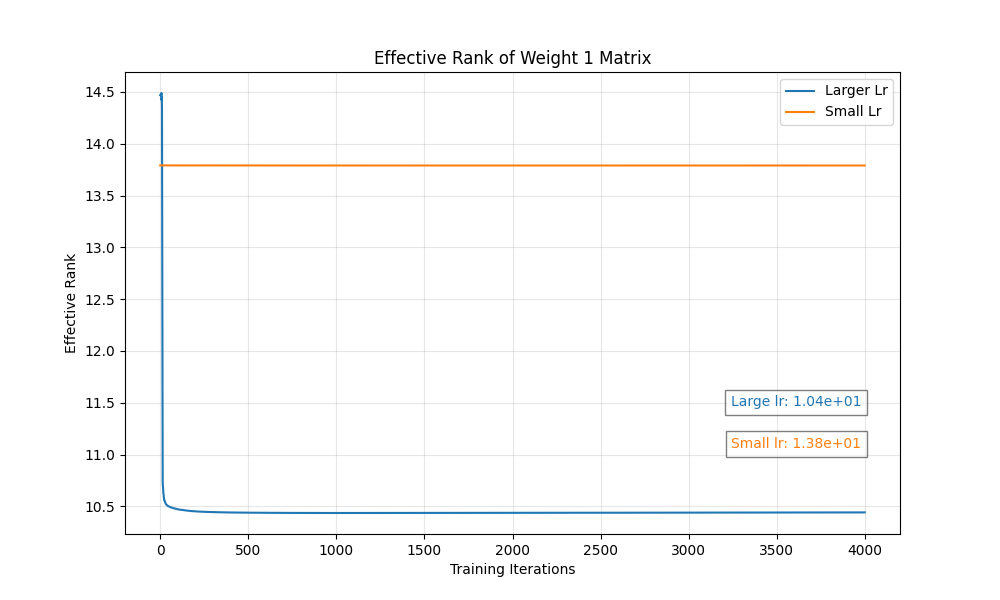 Effective Rank of Weight 1 Matrix
Larger Lr
Small Lr
14.5
14.0
13.5
13.0
12.5
12.0
11.5
11.0
10.5
Effective Rank
Large lr: 1.04e+01
Small lr: 1.38e+01
0 500 1000 1500 2000 2500 3000 3500 4000
Training Iterations